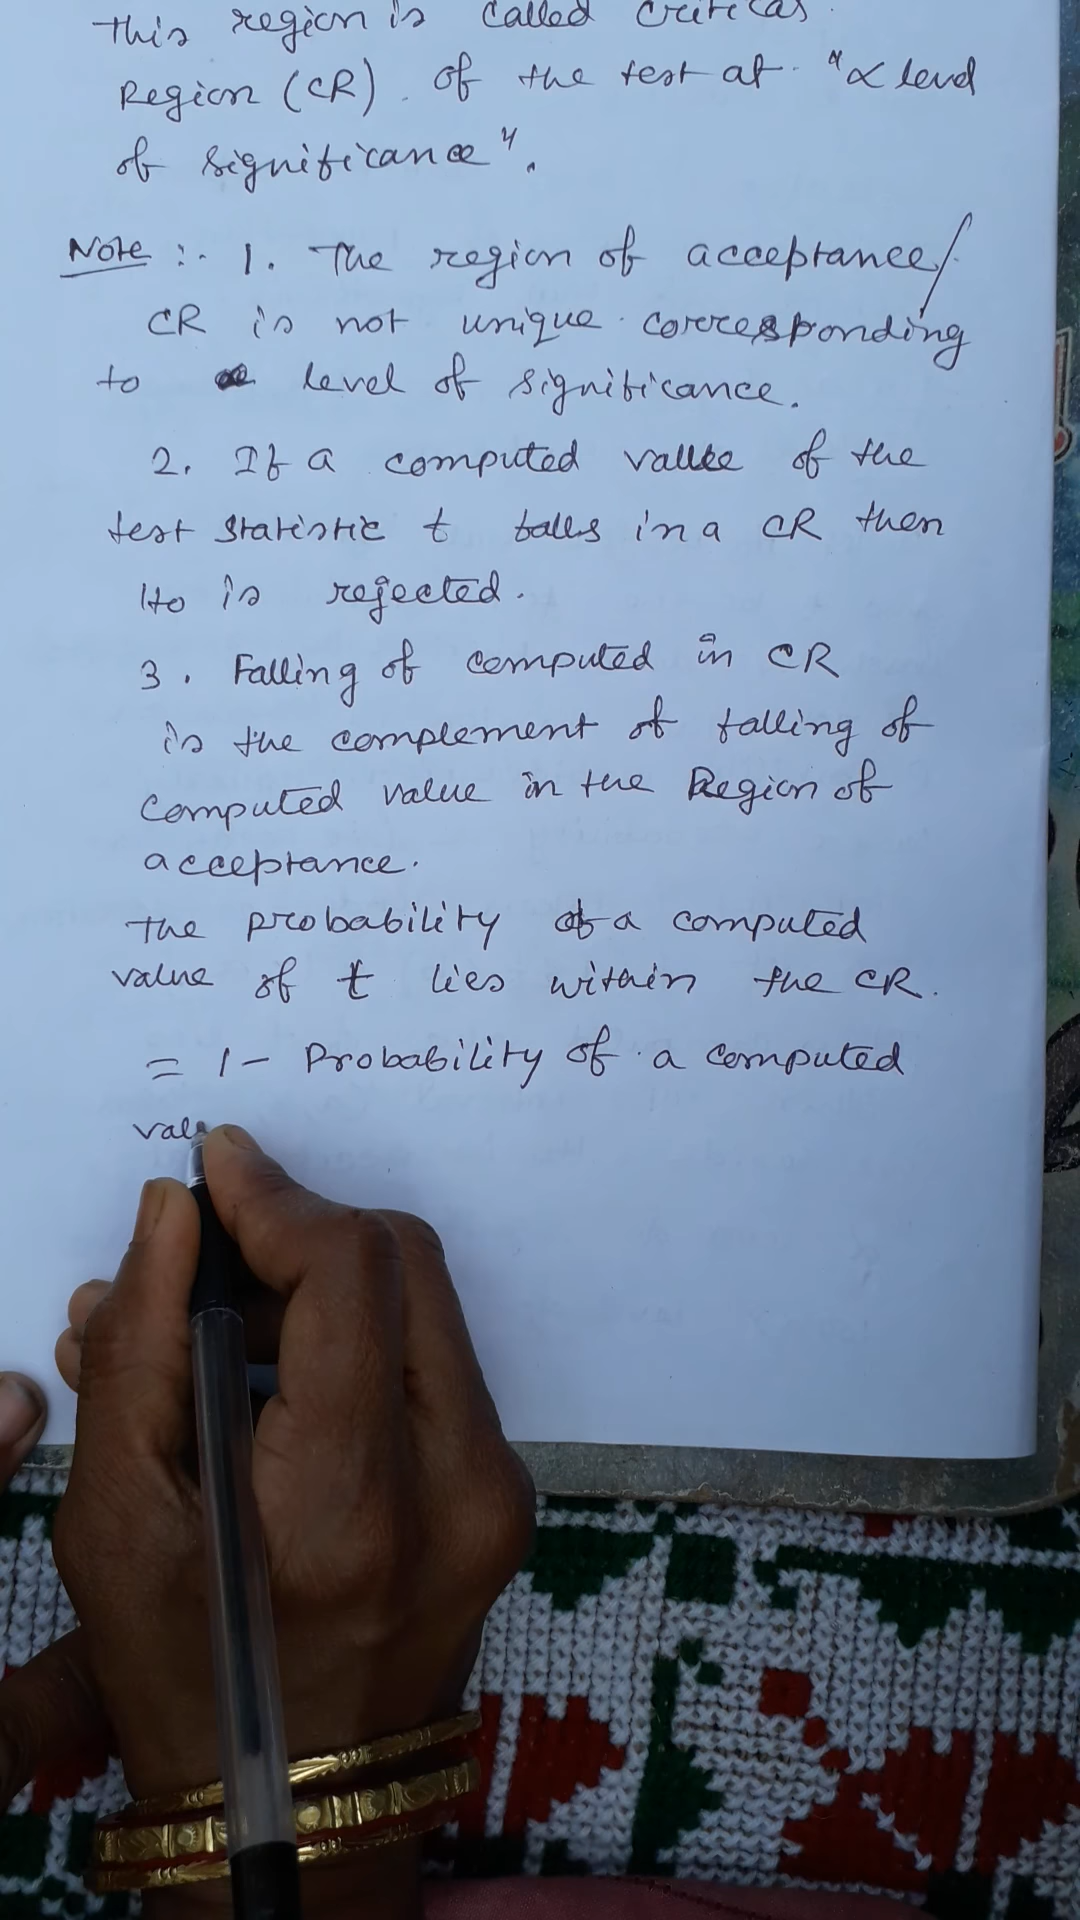 This region is called critical
Region (CR). of the test at "α level
of significance".
Note :- 1. The region of acceptance/
CR is not unique corresponding
to level of significance.
2. If a computed value of the
test statistic t falls in a CR then
Ho is rejected.
3. Falling of computed in CR
is the complement of falling of
computed value in the Region of
acceptance.
The probability of a computed
value of t lies within the CR.
= 1 - Probability of a computed
val